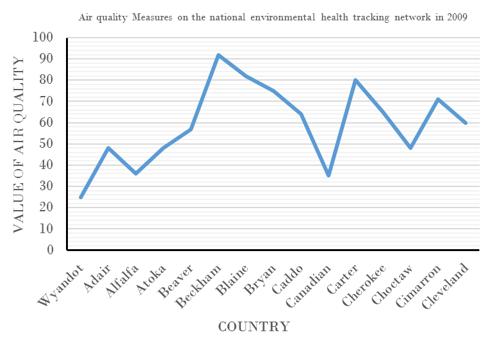 Air quality Measures on the national environmental health tracking network in 2009
100
90
80
70
60
50
40
30
20
10
0
VALUE OF AIR QUALITY
Wyandot
Adair
Alfalfa
Atoka
Beaver
Beckham
Blaine
Bryan
Caddo
Canadian
Carter
Cherokee
Choctaw
Cimarron
Cleveland
COUNTRY